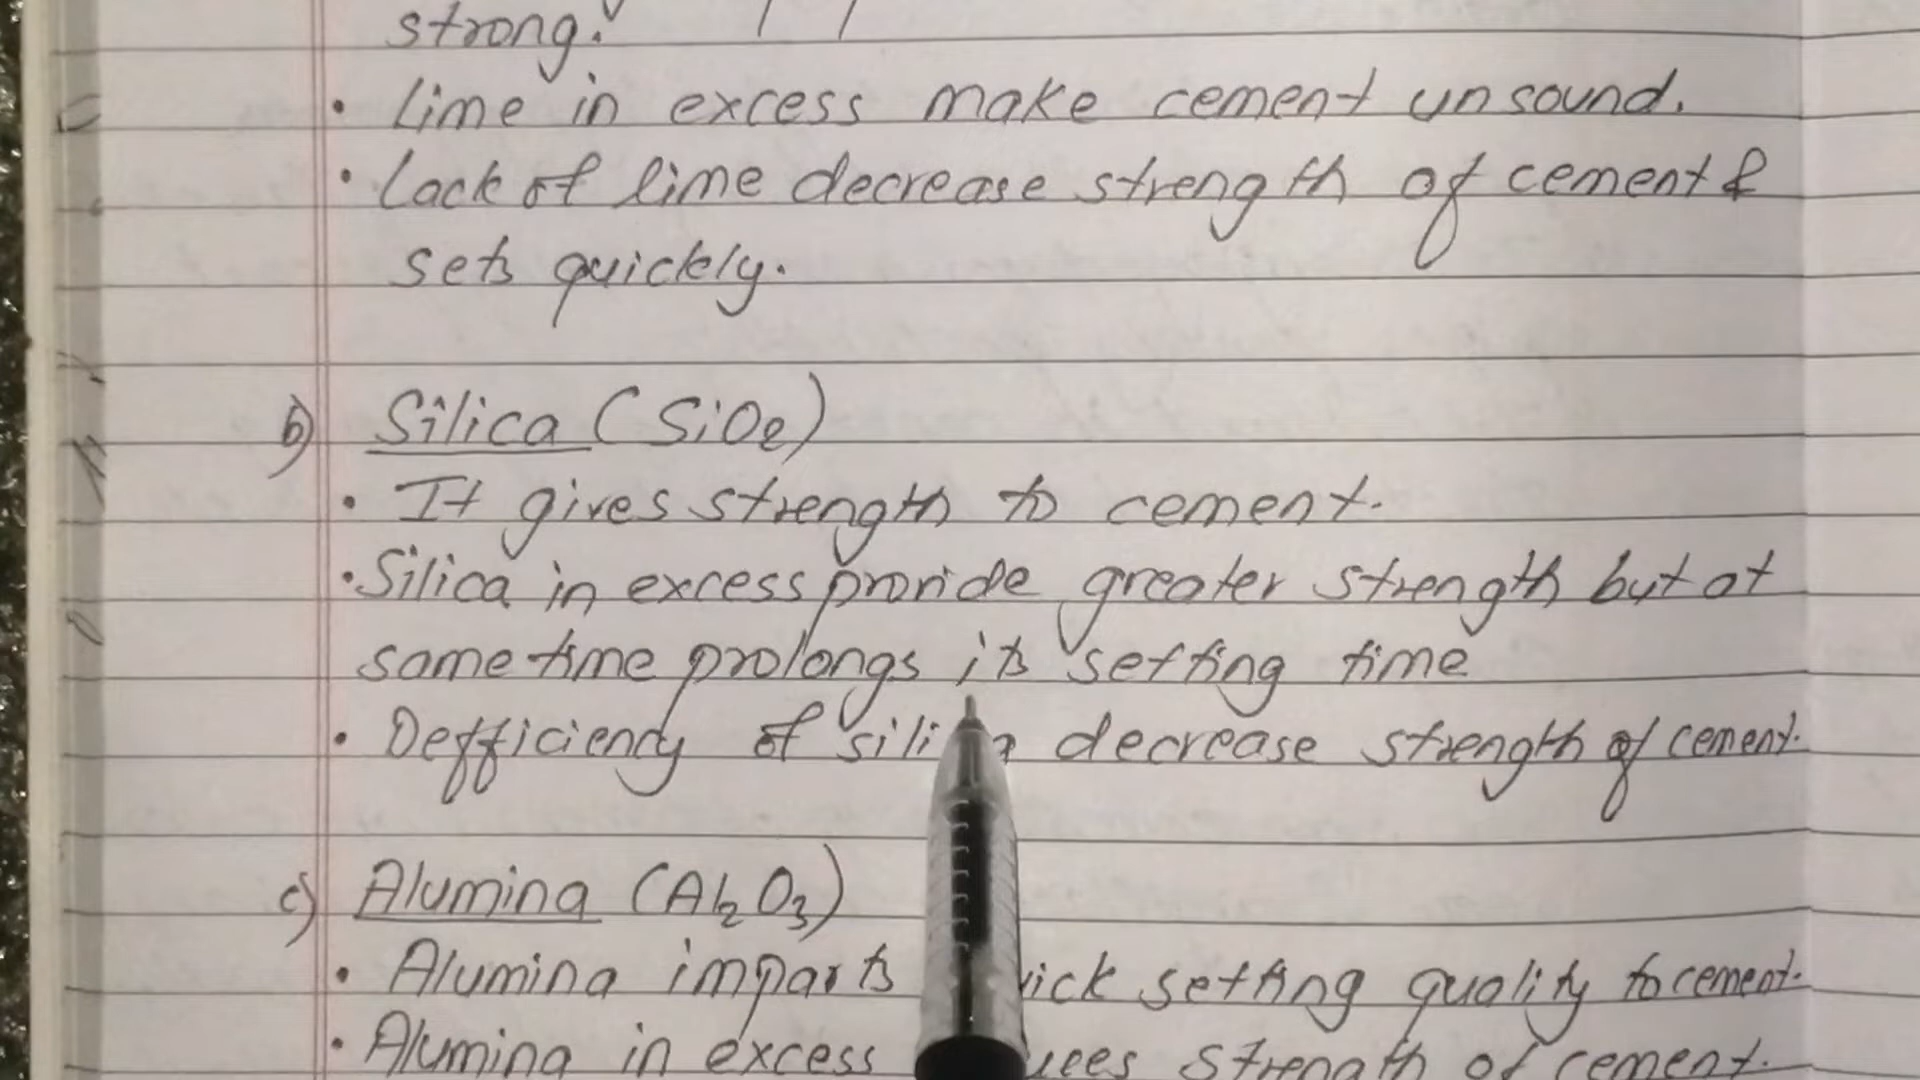 strong.
• Lime in excess make cement unsound.
• Lack of lime decrease strength of cement &
sets quickly.
b) Silica (SiO2)
• It gives strength to cement.
• Silica in excess provide greater strength but at
same time prolongs its setting time
• Defficiency of silica decrease strength of cement.
c) Alumina (Al2O3)
• Alumina imparts setting quality to cement.
• Alumina in excess strength of cement.